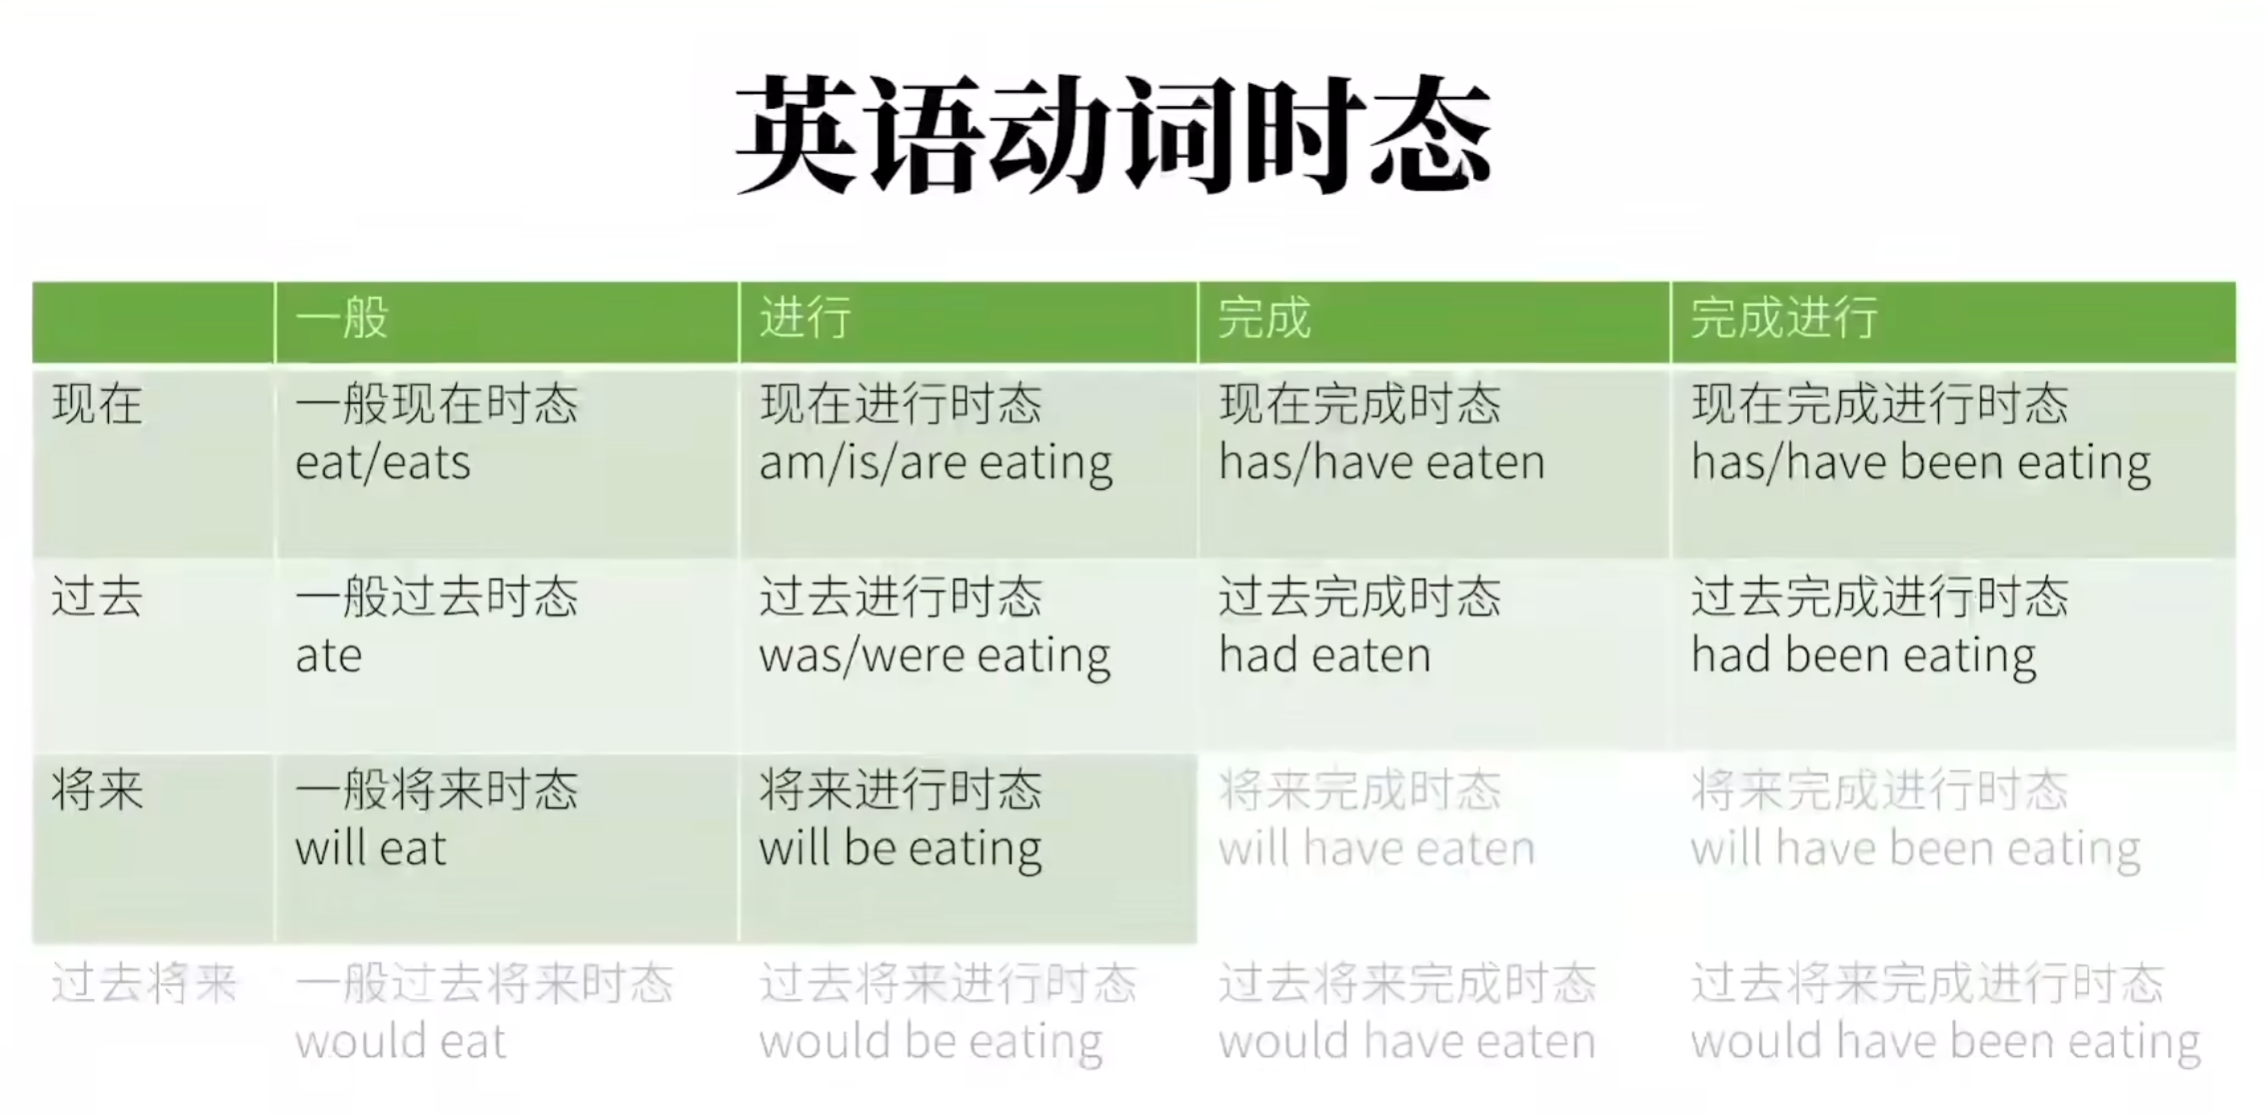 英语动词时态
一般
进行
完成
完成进行
现在
一般现在时态
eat/eats
现在进行时态
am/is/are eating
现在完成时态
has/have eaten
现在完成进行时态
has/have been eating
过去
一般过去时态
ate
过去进行时态
was/were eating
过去完成时态
had eaten
过去完成进行时态
had been eating
将来
一般将来时态
will eat
将来进行时态
will be eating
将来完成时态
will have eaten
将来完成进行时态
will have been eating
过去将来
一般过去将来时态
would eat
过去将来进行时态
would be eating
过去将来完成时态
would have eaten
过去将来完成进行时态
would have been eating